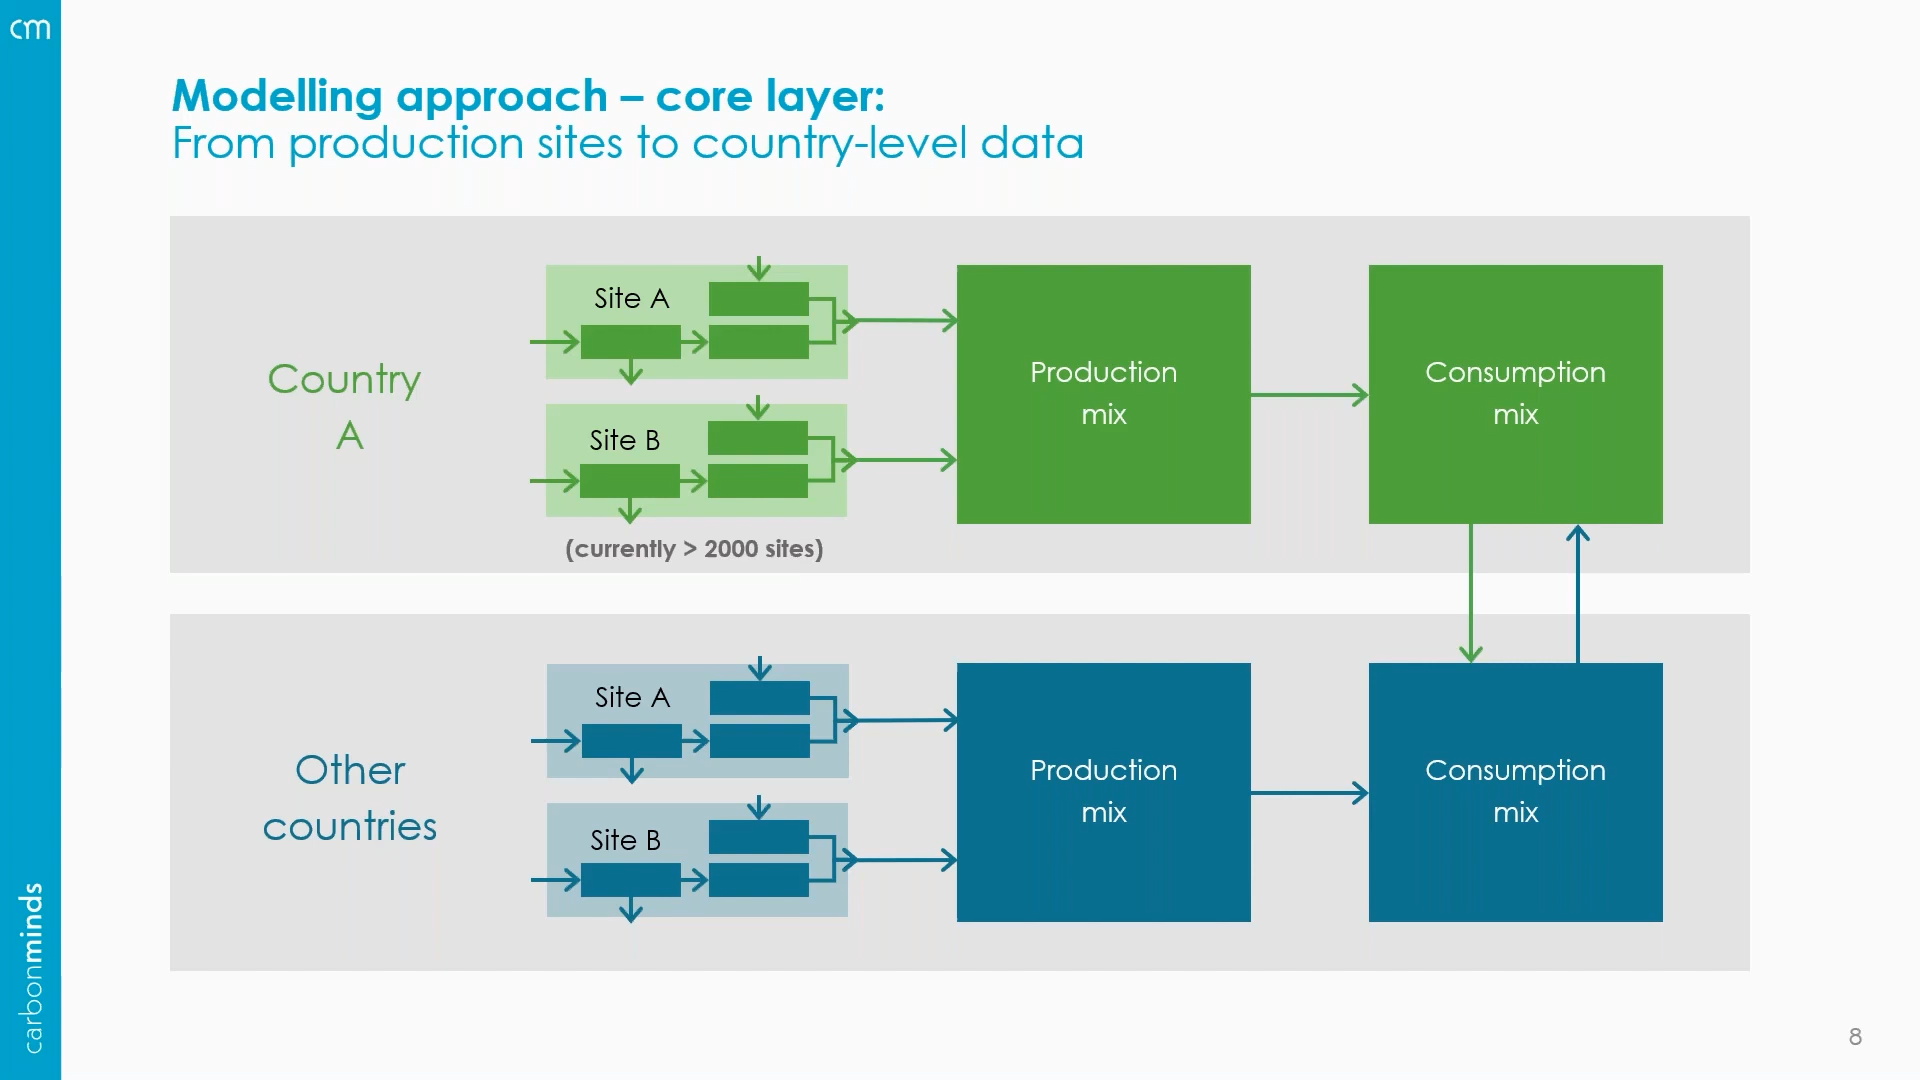 cm
Modelling approach – core layer:
From production sites to country-level data
Country
A
Site A
Site B
(currently > 2000 sites)
Production
mix
Consumption
mix
Other
countries
Site A
Site B
Production
mix
Consumption
mix
carbonminds
8